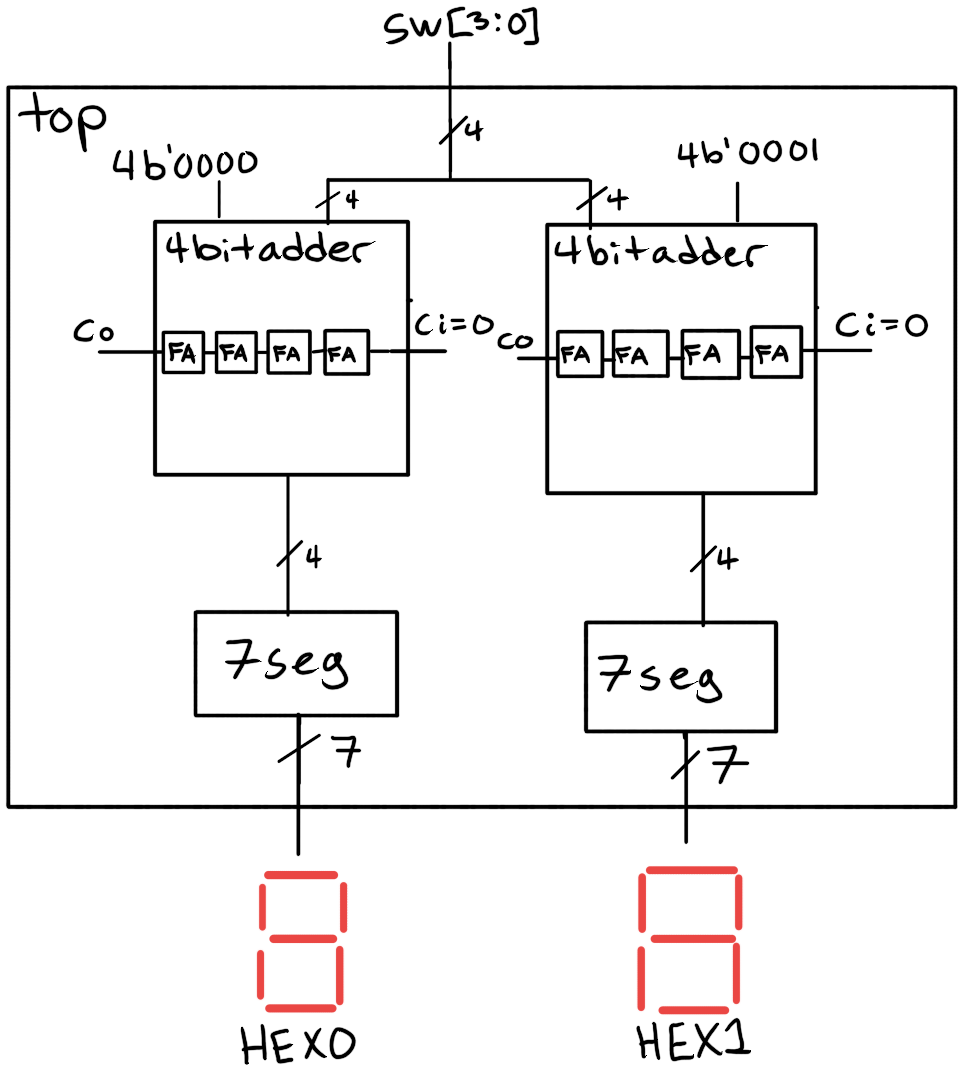 SW[3:0]
top
4
4b'0000
4b'0001
4
4
4bitadder
4bitadder
Co
FA
FA
FA
FA
Ci=0
Co
FA
FA
FA
FA
Ci=0
4
4
7seg
7seg
7
7
HEX0
HEX1